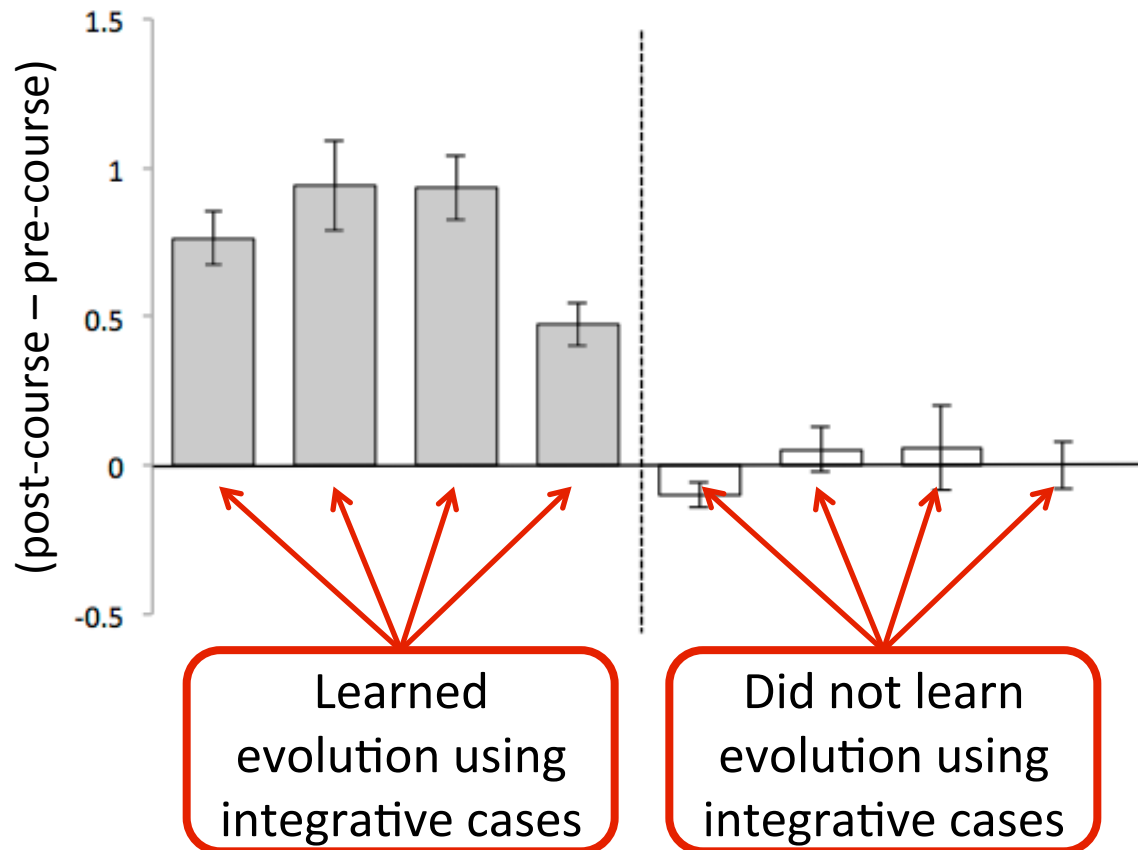 (post-course – pre-course)
1.5
1
0.5
0
-0.5
Learned
evolution using
integrative cases
Did not learn
evolution using
integrative cases